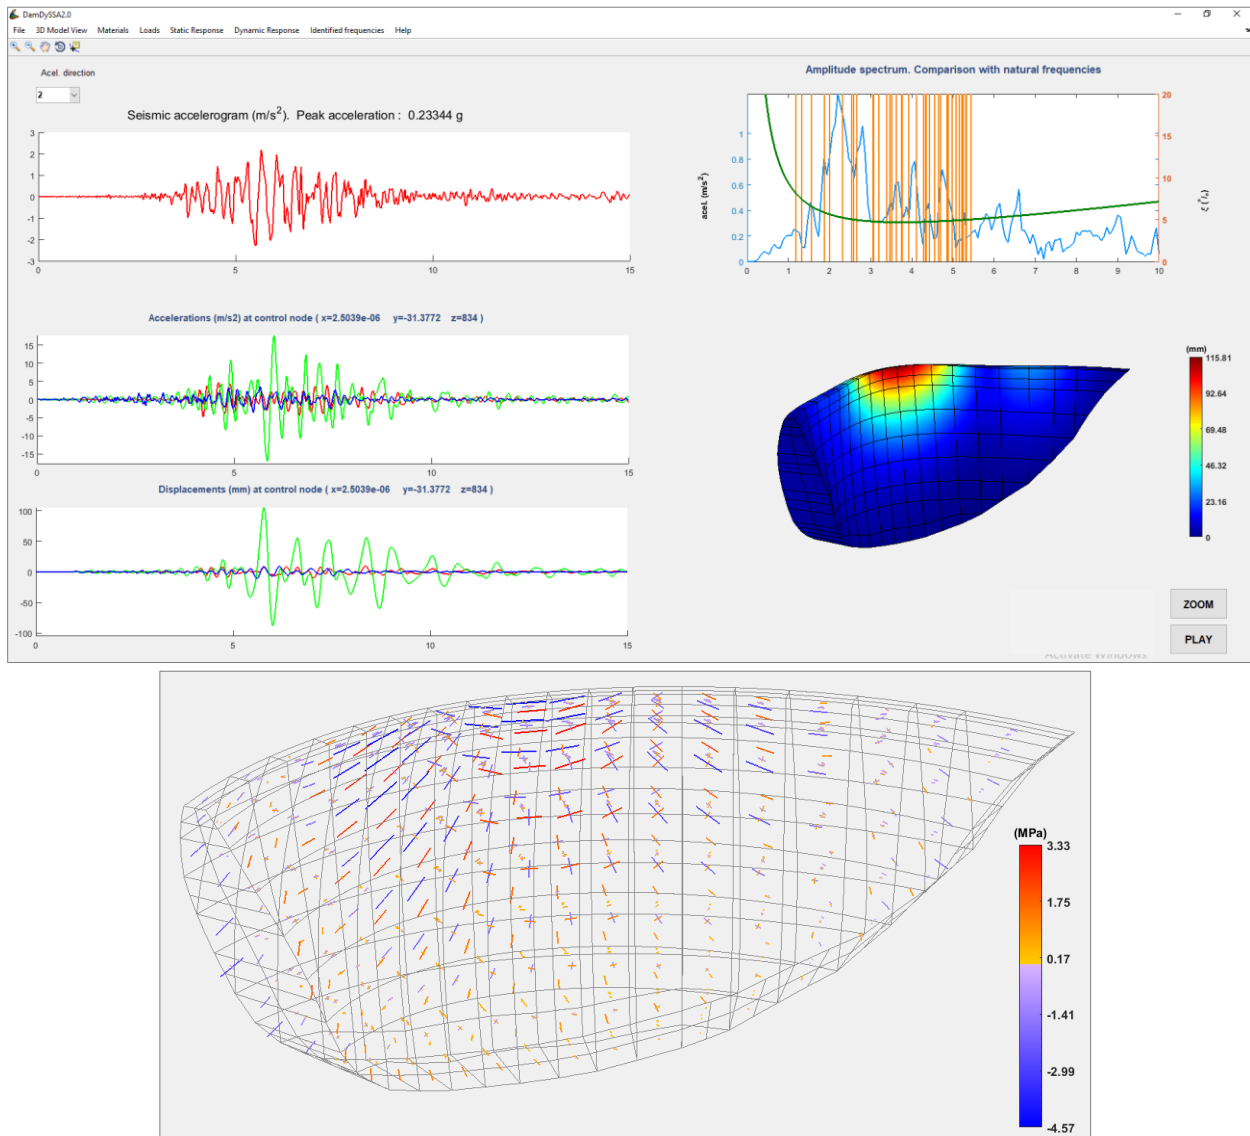 DamDySSA2.0
File 3D Model View Materials Loads Static Response Dynamic Response Identified frequencies Help
Acel. direction
2
Seismic accelerogram (m/s²). Peak acceleration : 0.23344 g
3
2
1
0
-1
-2
-3
0 5 10 15
Accelerations (m/s2) at control node ( x=2.5039e-06 y=-31.3772 z=834 )
15
10
5
0
-5
-10
-15
0 5 10 15
Displacements (mm) at control node ( x=2.5039e-06 y=-31.3772 z=834 )
100
50
0
-50
-100
0 5 10 15
Amplitude spectrum. Comparison with natural frequencies
acel. (m/s²)
1
0.8
0.6
0.4
0.2
0
0 1 2 3 4 5 6 7 8 9 10
20
15
10
5
0
(mm)
115.81
92.64
69.48
46.32
23.16
0
ZOOM
PLAY
Activate Windows
(MPa)
3.33
1.75
0.17
-1.41
-2.99
-4.57